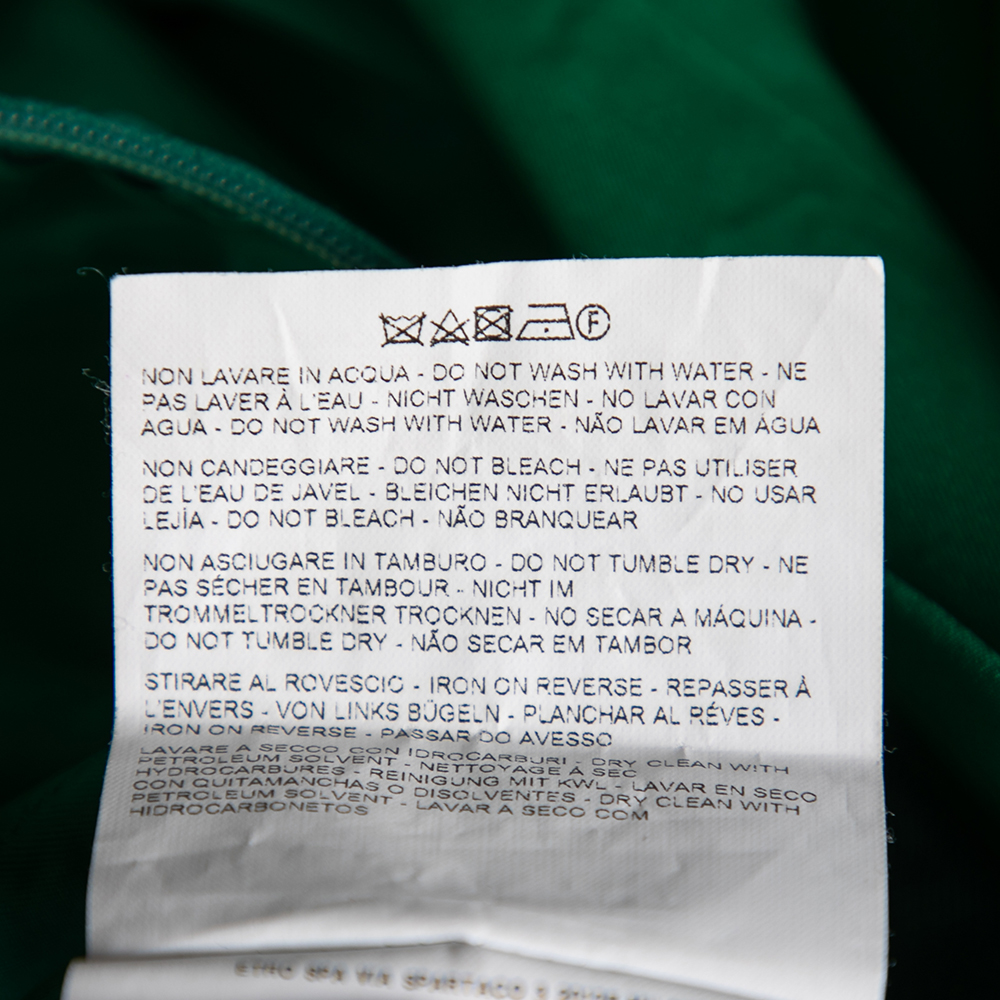 F
NON LAVARE IN ACQUA - DO NOT WASH WITH WATER - NE
PAS LAVER À L'EAU - NICHT WASCHEN - NO LAVAR CON
AGUA - DO NOT WASH WITH WATER - NÃO LAVAR EM ÁGUA
NON CANDEGGIARE - DO NOT BLEACH - NE PAS UTILISER
DE L'EAU DE JAVEL - BLEICHEN NICHT ERLAUBT - NO USAR
LEJÍA - DO NOT BLEACH - NÃO BRANQUEAR
NON ASCIUGARE IN TAMBURO - DO NOT TUMBLE DRY - NE
PAS SÉCHER EN TAMBOUR - NICHT IM
TROMMELTROCKNER TROCKNEN - NO SECAR A MÁQUINA -
DO NOT TUMBLE DRY - NÃO SECAR EM TAMBOR
STIRARE AL ROVESCIO - IRON ON REVERSE - REPASSER À
L'ENVERS - VON LINKS BÜGELN - PLANCHAR AL RÉVES -
IRON ON REVERSE - PASSAR DO AVESSO
LAVARE A SECCO CON IDROCARBURI - DRY CLEAN WITH
PETROLEUM SOLVENT - NETTOYAGE À SEC
HYDROCARBURES - REINIGUNG MIT KWL - LAVAR EN SECO
CON QUITAMANCHAS O DISOLVENTES - DRY CLEAN WITH
PETROLEUM SOLVENT - LAVAR A SECO COM
HIDROCARBONETOS
ETRO SPA VIA SPARTACO